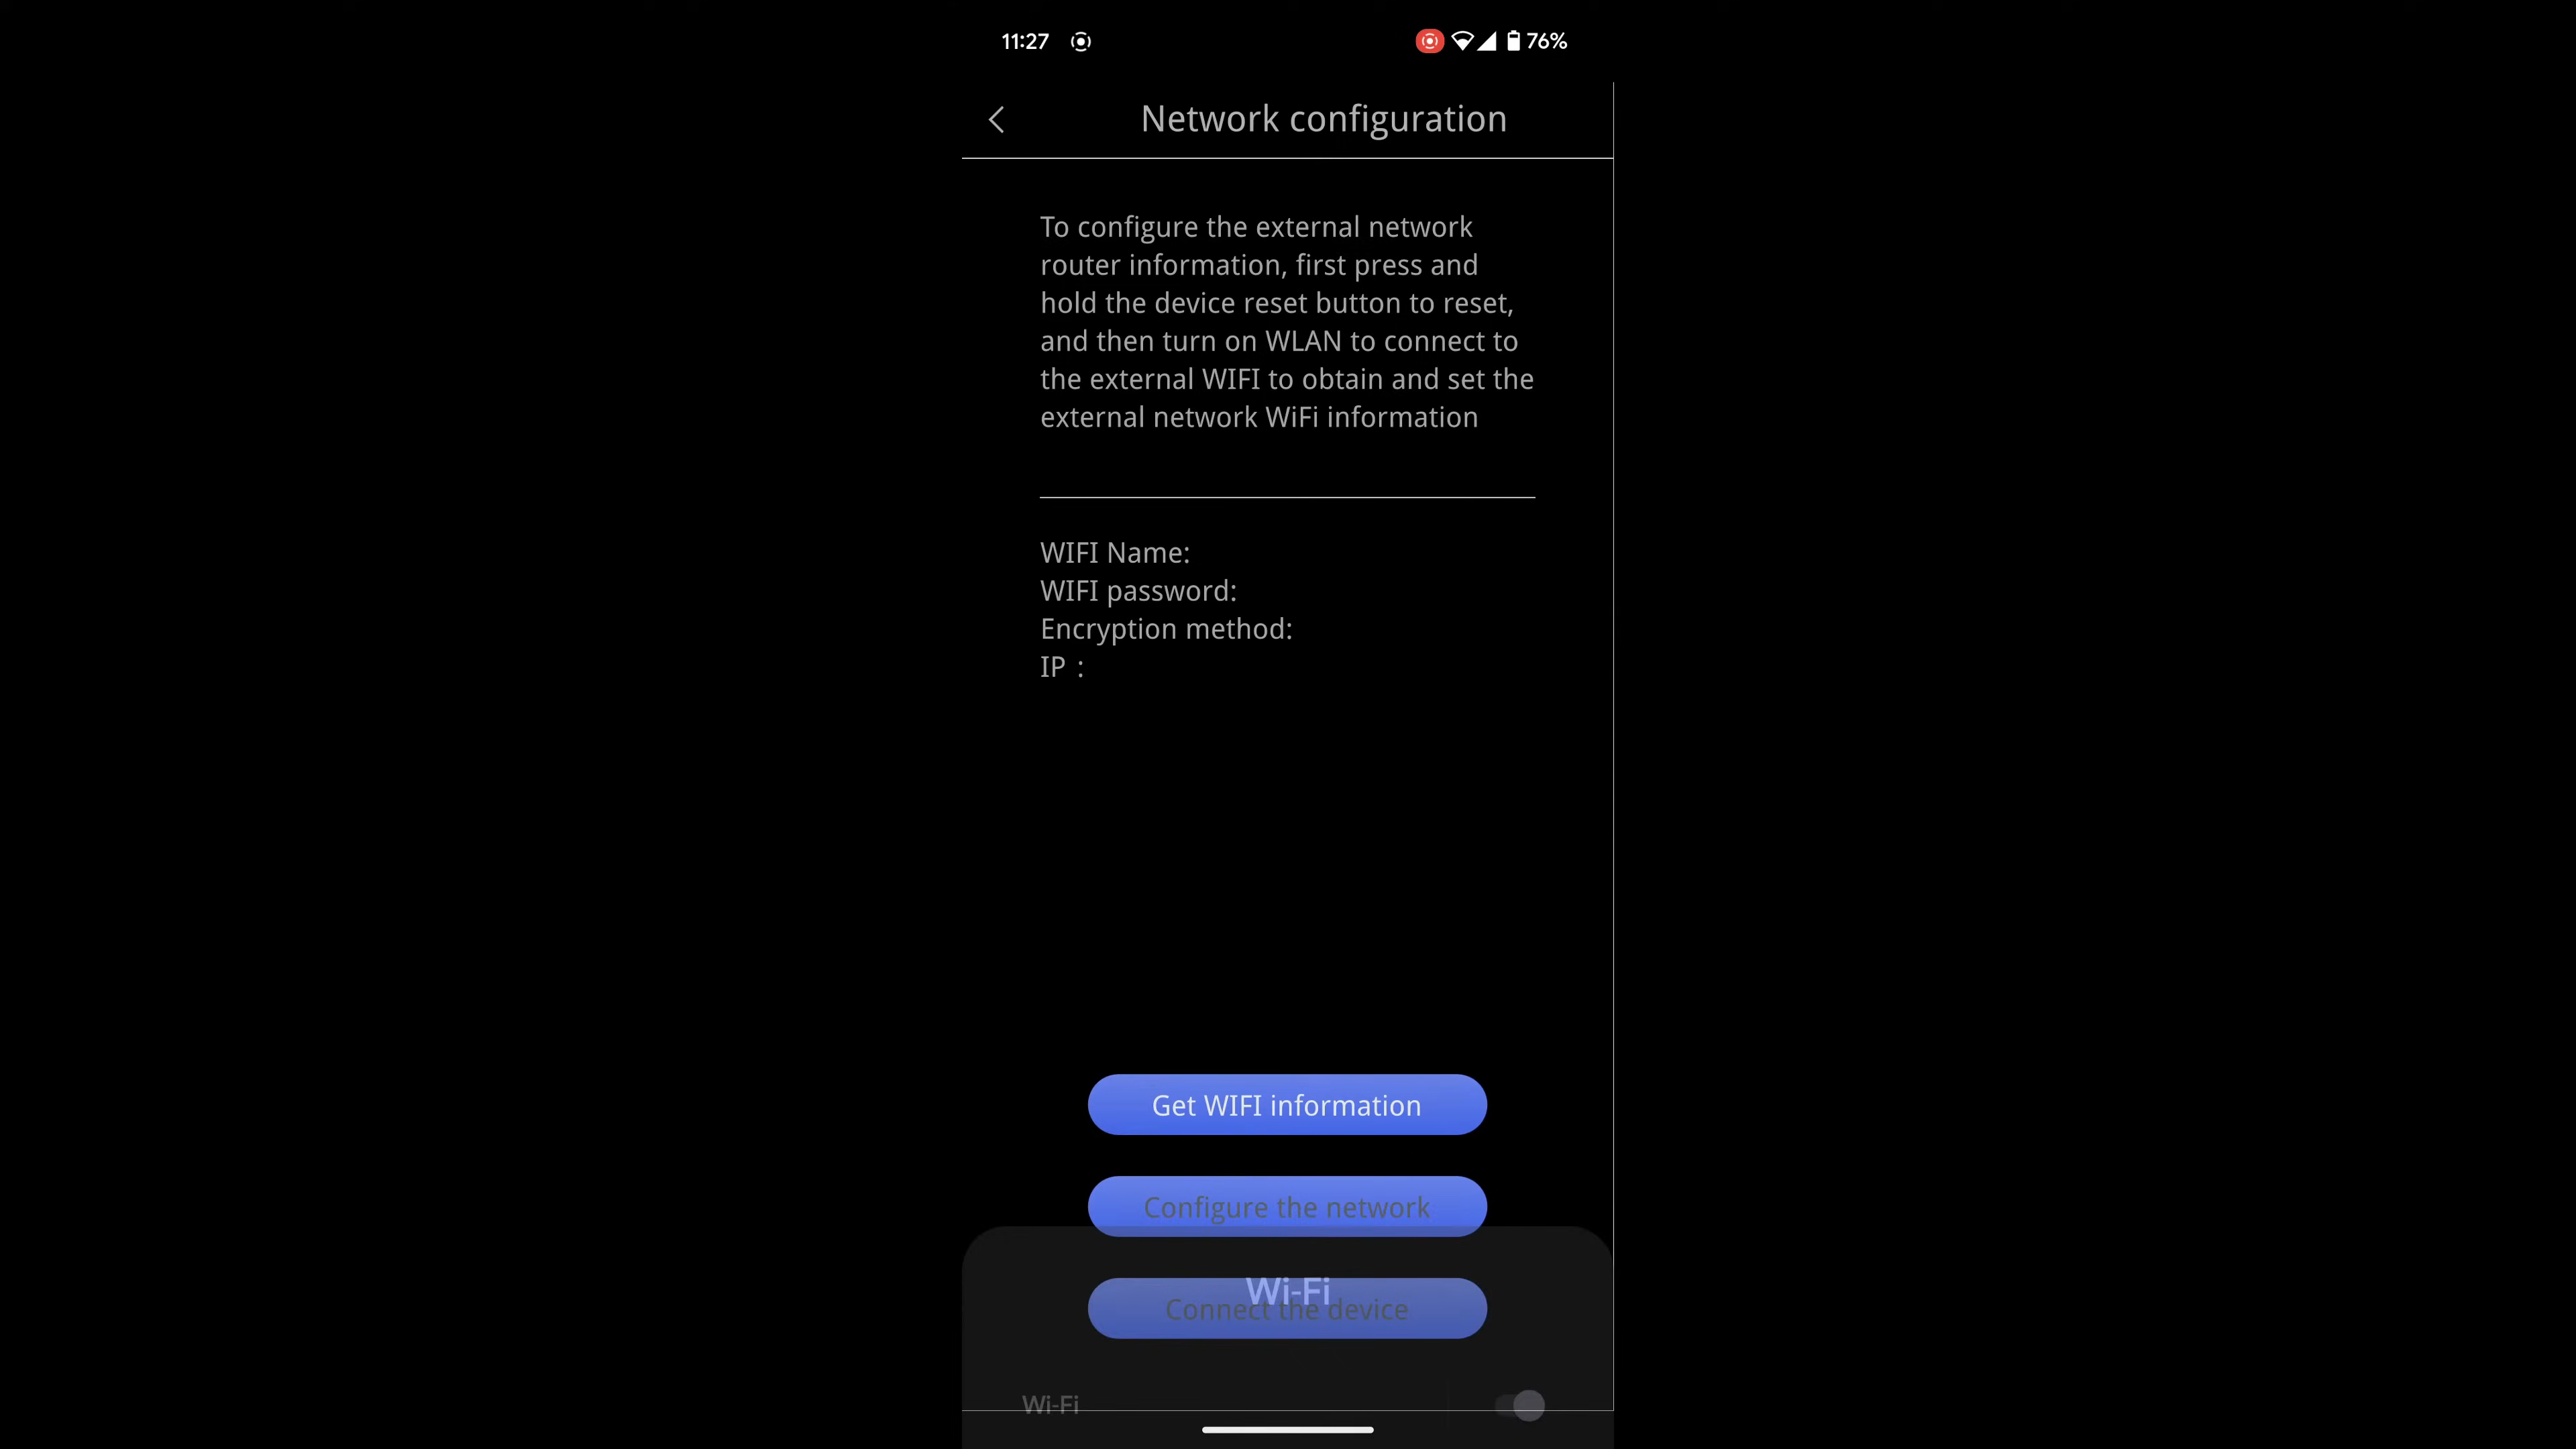 11:27
76%
Network configuration
To configure the external network
router information, first press and
hold the device reset button to reset,
and then turn on WLAN to connect to
the external WIFI to obtain and set the
external network WiFi information
WIFI Name:
WIFI password:
Encryption method:
IP :
Get WIFI information
Configure the network
Wi-Fi
Connect the device
Wi-Fi